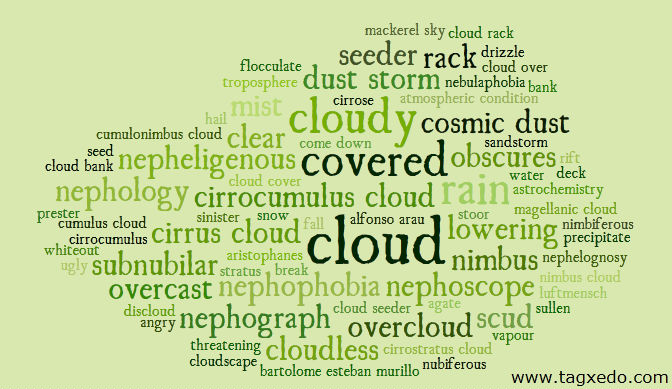 mackerel sky cloud rack
seeder rack drizzle
flocculate cloud over
troposphere dust storm nebulaphobia bank
mist cirrose atmospheric condition
hail cloudy cosmic dust
cumulonimbus cloud clear come down sandstorm
seed nepheligenous covered obscures rift
cloud bank cloud cover water deck
nephology cirrocumulus cloud rain astrochemistry
prester sinister snow alfonso arau stoor magellanic cloud
cumulus cloud cirrus cloud fall cloud lowering nimbiferous
cirrocumulus precipitate
whiteout aristophanes nimbus nephelognosy
ugly subnubilar stratus break nimbus cloud
overcast nephophobia nephoscope luftmensch
discloud cloud seeder agate sullen
angry nephograph overcloud scud
threatening cloudless cirrostratus cloud vapour
cloudscape nubiferous
bartolome esteban murillo
www.tagxedo.com